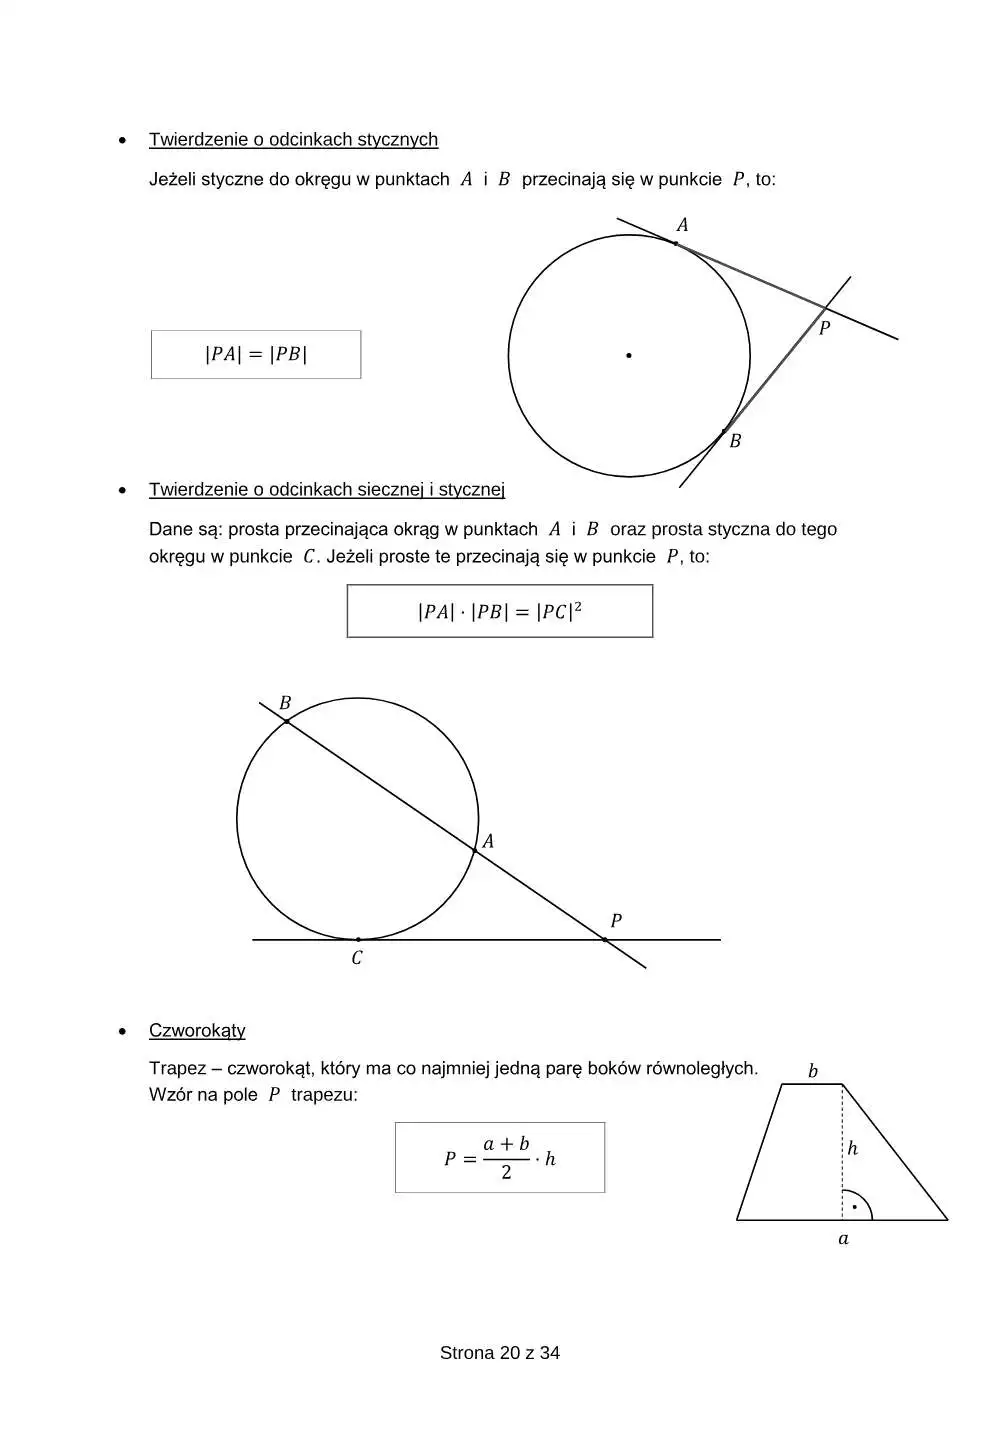 • Twierdzenie o odcinkach stycznych
Jeżeli styczne do okręgu w punktach A i B przecinają się w punkcie P, to:
A
P
|PA| = |PB|
B
• Twierdzenie o odcinkach siecznej i stycznej
Dane są: prosta przecinająca okrąg w punktach A i B oraz prosta styczna do tego
okręgu w punkcie C. Jeżeli proste te przecinają się w punkcie P, to:
|PA| · |PB| = |PC|²
B
A
P
C
• Czworokąty
Trapez – czworokąt, który ma co najmniej jedną parę boków równoległych.
Wzór na pole P trapezu:
P = (a + b)/2 · h
b
h
a
Strona 20 z 34